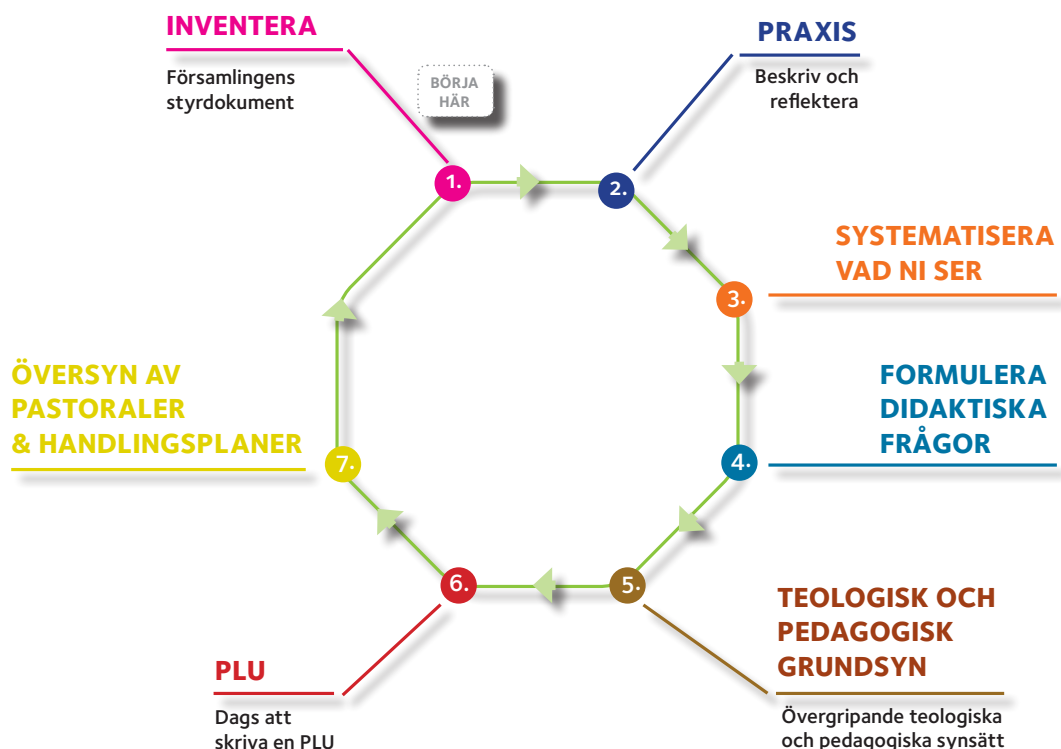 INVENTERA
Församlingens
styrdokument
BÖRJA
HÄR
1.
PRAXIS
Beskriv och
reflektera
2.
SYSTEMATISERA
VAD NI SER
3.
FORMULERA
DIDAKTISKA
FRÅGOR
4.
TEOLOGISK OCH
PEDAGOGISK
GRUNDSYN
Övergripande teologiska
och pedagogiska synsätt
5.
PLU
Dags att
skriva en PLU
6.
ÖVERSYN AV
PASTORALER
& HANDLINGSPLANER
7.